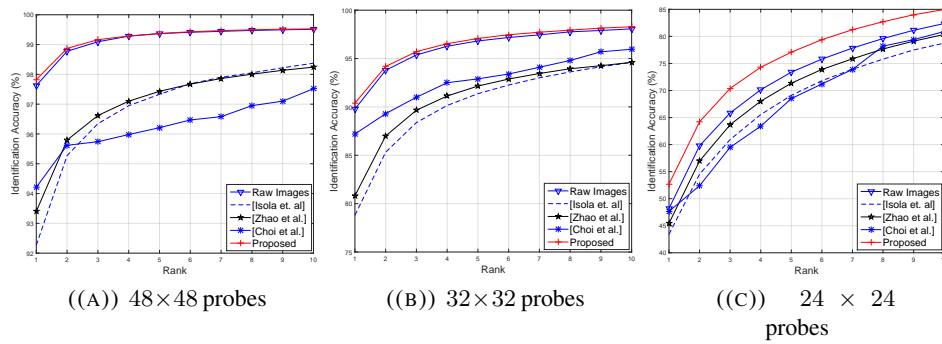 Identification Accuracy (%)
100
99
98
97
96
95
94
93
92
1 2 3 4 5 6 7 8 9 10
Rank
Raw Images
[Isola et. al]
[Zhao et al.]
[Choi et al.]
Proposed
((A)) 48×48 probes
Identification Accuracy (%)
100
95
90
85
80
75
1 2 3 4 5 6 7 8 9 10
Rank
Raw Images
[Isola et. al]
[Zhao et al.]
[Choi et al.]
Proposed
((B)) 32×32 probes
Identification Accuracy (%)
85
80
75
70
65
60
55
50
45
40
1 2 3 4 5 6 7 8 9
Rank
Raw Images
[Isola et. al]
[Zhao et al.]
[Choi et al.]
Proposed
((C)) 24 × 24
probes